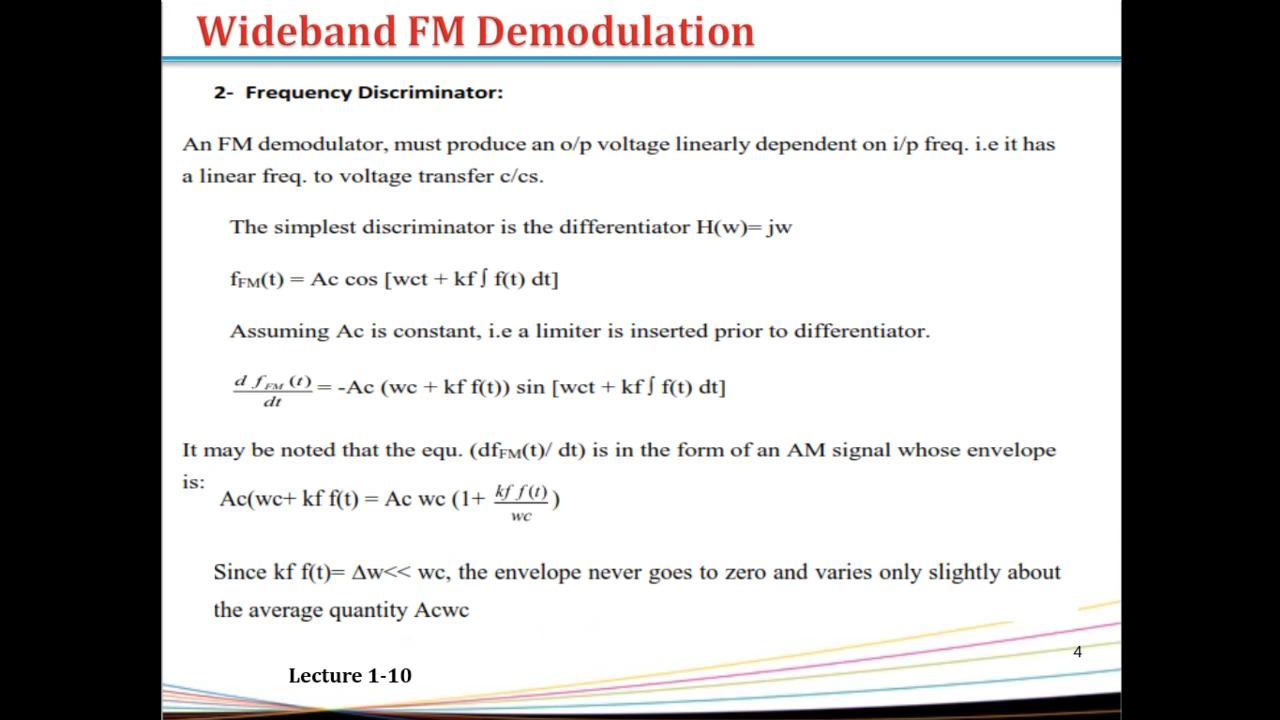 Wideband FM Demodulation
2- Frequency Discriminator:
An FM demodulator, must produce an o/p voltage linearly dependent on i/p freq. i.e it has
a linear freq. to voltage transfer c/cs.
The simplest discriminator is the differentiator H(w)= jw
fFM(t) = Ac cos [wct + kf ∫ f(t) dt]
Assuming Ac is constant, i.e a limiter is inserted prior to differentiator.
d fFM (t)/dt = -Ac (wc + kf f(t)) sin [wct + kf ∫ f(t) dt]
It may be noted that the equ. (dfFM(t)/ dt) is in the form of an AM signal whose envelope
is:
Ac(wc+ kf f(t) = Ac wc (1+ kf f(t)/wc )
Since kf f(t)= Δw<< wc, the envelope never goes to zero and varies only slightly about
the average quantity Acwc
4
Lecture 1-10